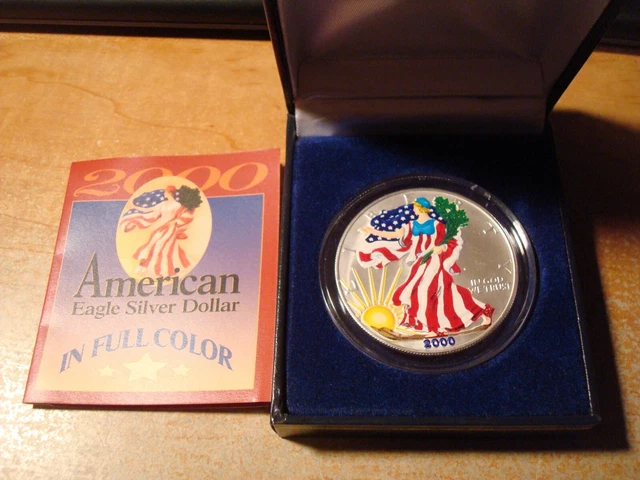 2000
American
Eagle Silver Dollar
IN FULL COLOR
IN GOD
WE TRUST
2000